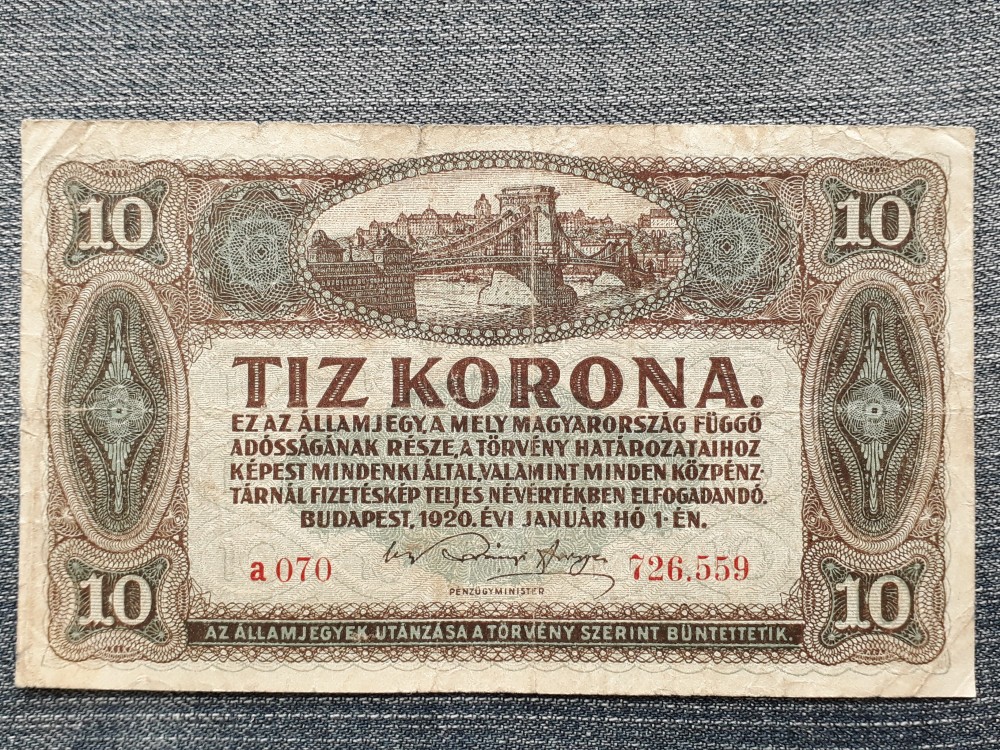 10 10
TIZ KORONA.
EZ AZ ÁLLAMJEGY, A MELY MAGYARORSZÁG FÜGGŐ
ADÓSSÁGÁNAK RÉSZE, A TÖRVÉNY HATÁROZATAIHOZ
KÉPEST MINDENKI ÁLTAL, VALAMINT MINDEN KÖZPÉNZ-
TÁRNÁL FIZETÉSKÉP TELJES NÉVÉRTÉKBEN ELFOGADANDÓ.
BUDAPEST, 1920. ÉVI JANUÁR HÓ 1-ÉN.
a 070 726,559
PÉNZÜGYMINISTER
10 10
AZ ÁLLAMJEGYEK UTÁNZÁSA A TÖRVÉNY SZERINT BÜNTETTETIK.